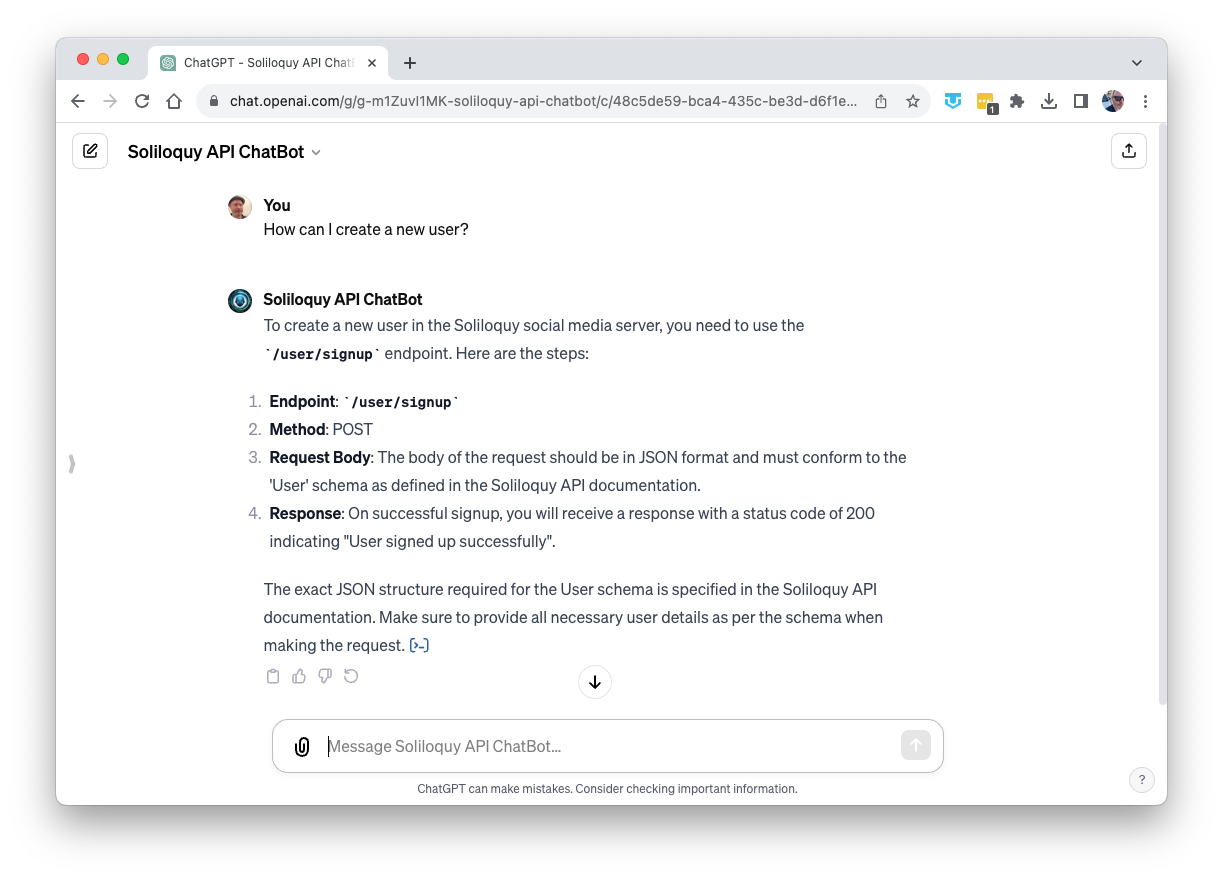 ChatGPT - Soliloquy API Chat
chat.openai.com/g/g-m1Zuvl1MK-soliloquy-api-chatbot/c/48c5de59-bca4-435c-be3d-d6f1e...
1
Soliloquy API ChatBot
You
How can I create a new user?
Soliloquy API ChatBot
To create a new user in the Soliloquy social media server, you need to use the
`/user/signup` endpoint. Here are the steps:
1. Endpoint: `/user/signup`
2. Method: POST
3. Request Body: The body of the request should be in JSON format and must conform to the
'User' schema as defined in the Soliloquy API documentation.
4. Response: On successful signup, you will receive a response with a status code of 200
indicating "User signed up successfully".
The exact JSON structure required for the User schema is specified in the Soliloquy API
documentation. Make sure to provide all necessary user details as per the schema when
making the request. [>-]
Message Soliloquy API ChatBot...
ChatGPT can make mistakes. Consider checking important information.
?